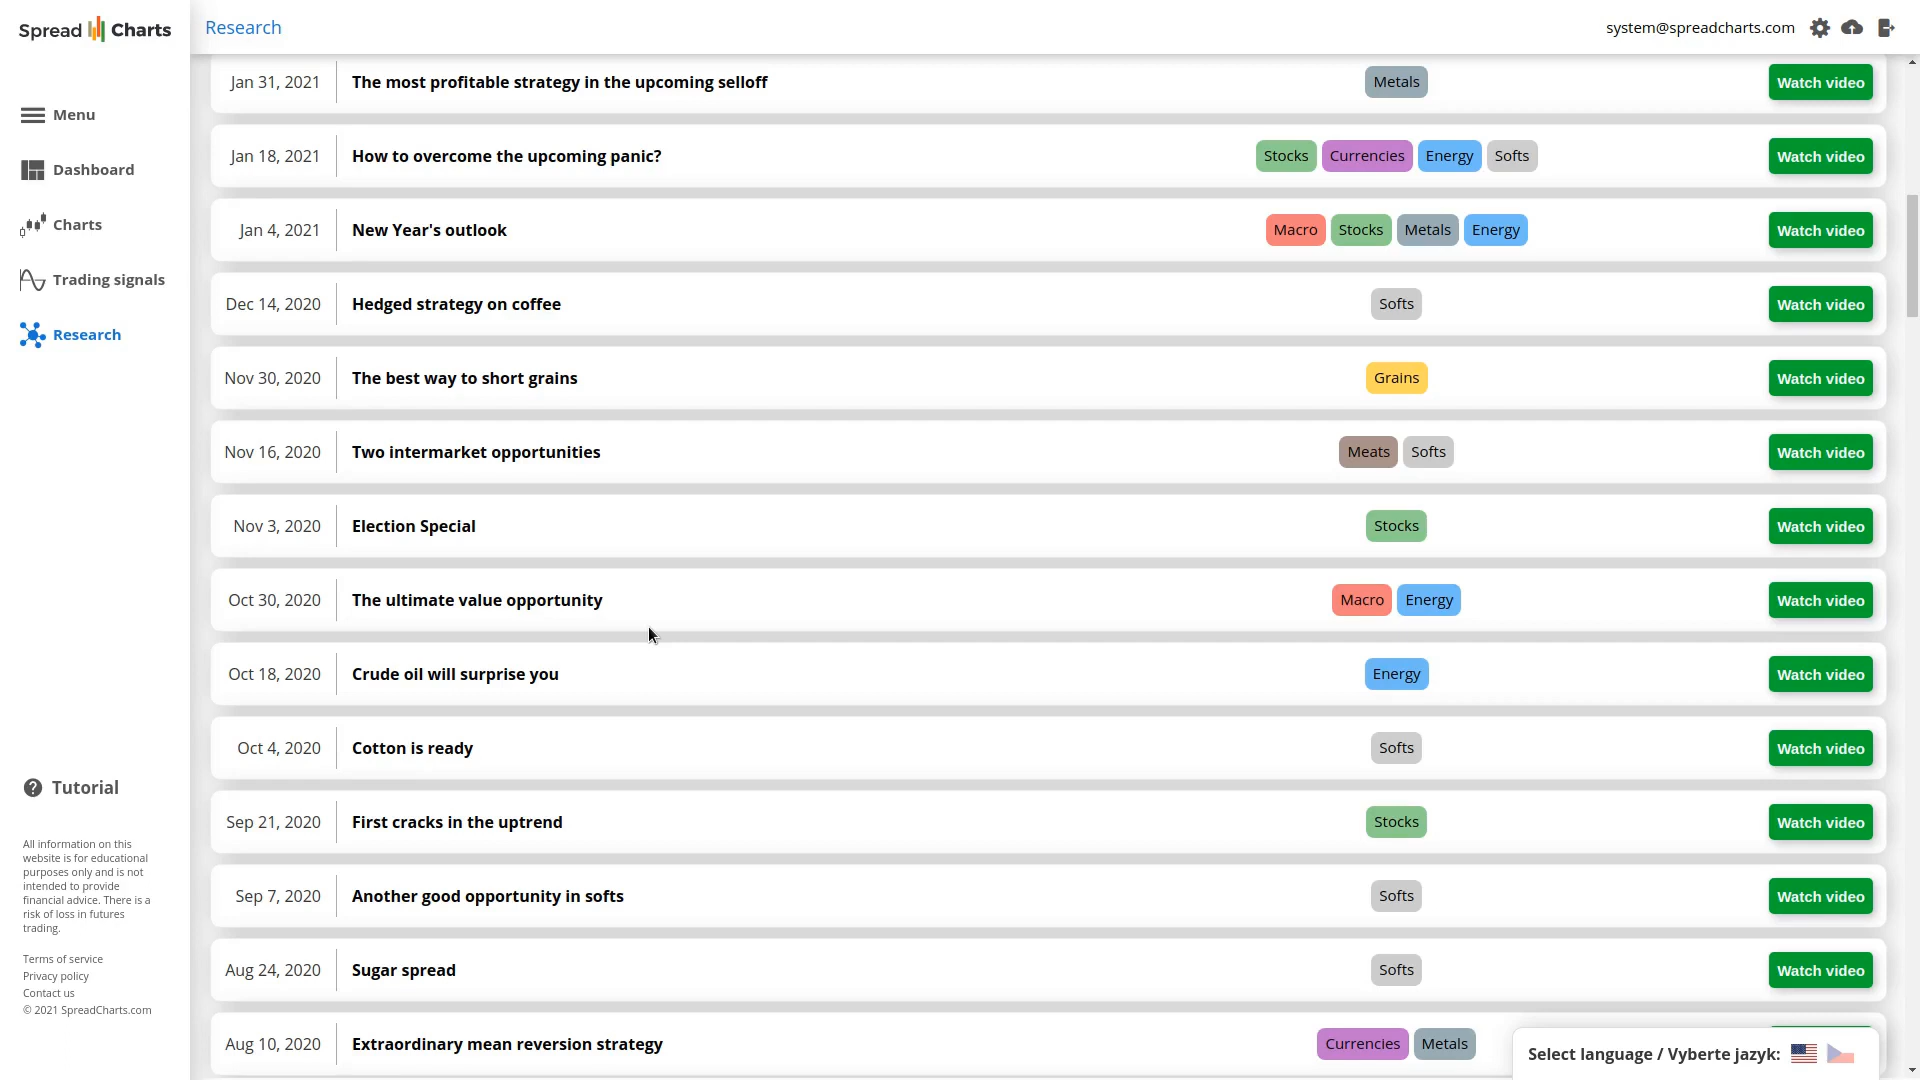 Spread Charts
Research
system@spreadcharts.com
Menu
Dashboard
Charts
Trading signals
Research
Jan 31, 2021 The most profitable strategy in the upcoming selloff Metals Watch video
Jan 18, 2021 How to overcome the upcoming panic? Stocks Currencies Energy Softs Watch video
Jan 4, 2021 New Year's outlook Macro Stocks Metals Energy Watch video
Dec 14, 2020 Hedged strategy on coffee Softs Watch video
Nov 30, 2020 The best way to short grains Grains Watch video
Nov 16, 2020 Two intermarket opportunities Meats Softs Watch video
Nov 3, 2020 Election Special Stocks Watch video
Oct 30, 2020 The ultimate value opportunity Macro Energy Watch video
Oct 18, 2020 Crude oil will surprise you Energy Watch video
Oct 4, 2020 Cotton is ready Softs Watch video
Sep 21, 2020 First cracks in the uptrend Stocks Watch video
Sep 7, 2020 Another good opportunity in softs Softs Watch video
Aug 24, 2020 Sugar spread Softs Watch video
Aug 10, 2020 Extraordinary mean reversion strategy Currencies Metals
Tutorial
All information on this
website is for educational
purposes only and is not
intended to provide
financial advice. There is a
risk of loss in futures
trading.
Terms of service
Privacy policy
Contact us
© 2021 SpreadCharts.com
Select language / Vyberte jazyk: